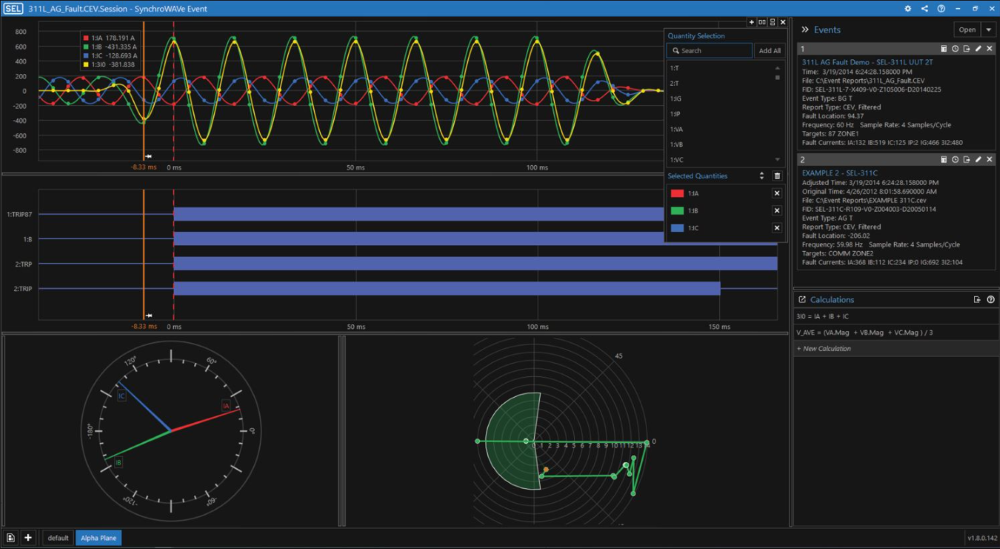 SEL 311L_AG_Fault.CEV.Session - SynchroWAVe Event
1:IA 178.191 A
1:IB -431.335 A
1:IC -128.693 A
1:3I0 -381.838
800
600
400
200
0
-200
-400
-600
-800
-8.33 ms
0 ms
50 ms
100 ms
Quantity Selection
Search
Add All
1:IT
2:IT
1:IG
1:IP
1:VA
1:VB
1:VC
Selected Quantities
1:IA
1:IB
1:IC
1:TRIP87
1:B
2:TRIP
2:TRIP
-8.33 ms
0 ms
50 ms
100 ms
150 ms
120°
60°
-180°
0°
-120°
-60°
IC
IA
IB
45
0
Events
Open
1
311L AG Fault Demo - SEL-311L UUT 2T
Time: 3/19/2014 6:24:28.158000 PM
File: C:\Event Reports\311L_AG_Fault.CEV
FID: SEL-311L-7-X409-V0-Z105006-D20140225
Event Type: BG T
Report Type: CEV, Filtered
Fault Location: 94.37
Frequency: 60 Hz Sample Rate: 4 Samples/Cycle
Targets: 87 ZONE1
Fault Currents: IA:132 IB:519 IC:125 IP:2 IG:466 3I2:480
2
EXAMPLE 2 - SEL-311C
Adjusted Time: 3/19/2014 6:24:28.158000 PM
Original Time: 4/26/2012 8:01:58.690000 AM
File: C:\Event Reports\EXAMPLE 311C.cev
FID: SEL-311C-R109-V0-Z004003-D20050114
Event Type: AG T
Report Type: CEV, Filtered
Fault Location: -206.02
Frequency: 59.98 Hz Sample Rate: 4 Samples/Cycle
Targets: COMM ZONE2
Fault Currents: IA:368 IB:112 IC:234 IP:0 IG:692 3I2:104
Calculations
3I0 = IA + IB + IC
V_AVE = (VA.Mag + VB.Mag + VC.Mag ) / 3
+ New Calculation
default
Alpha Plane
v1.8.0.142